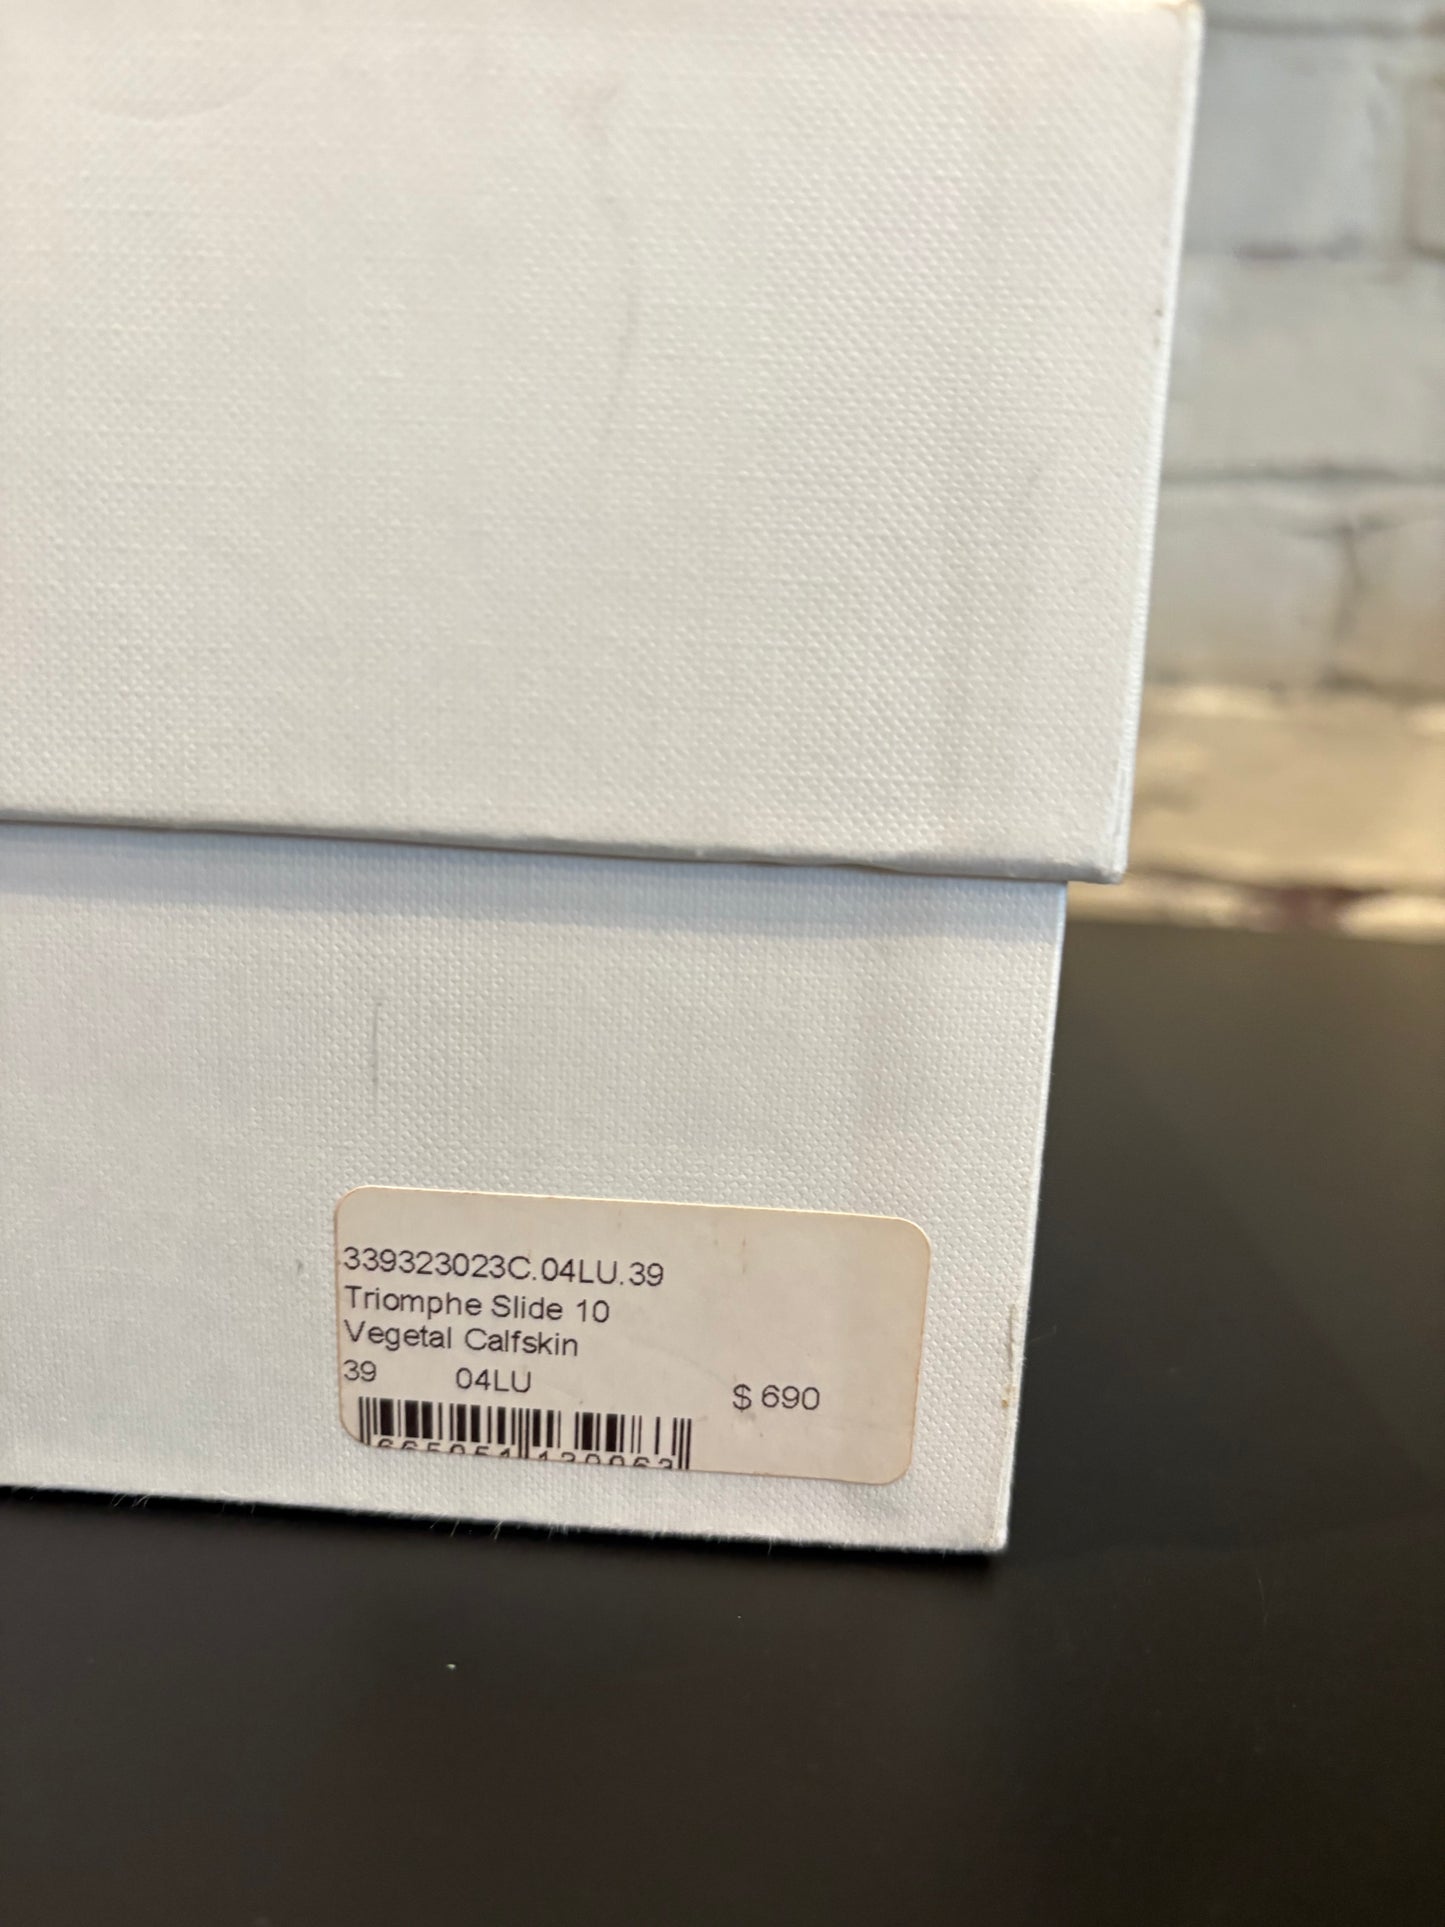 339323023C.04LU.39
Triomphe Slide 10
Vegetal Calfskin
39 04LU $ 690